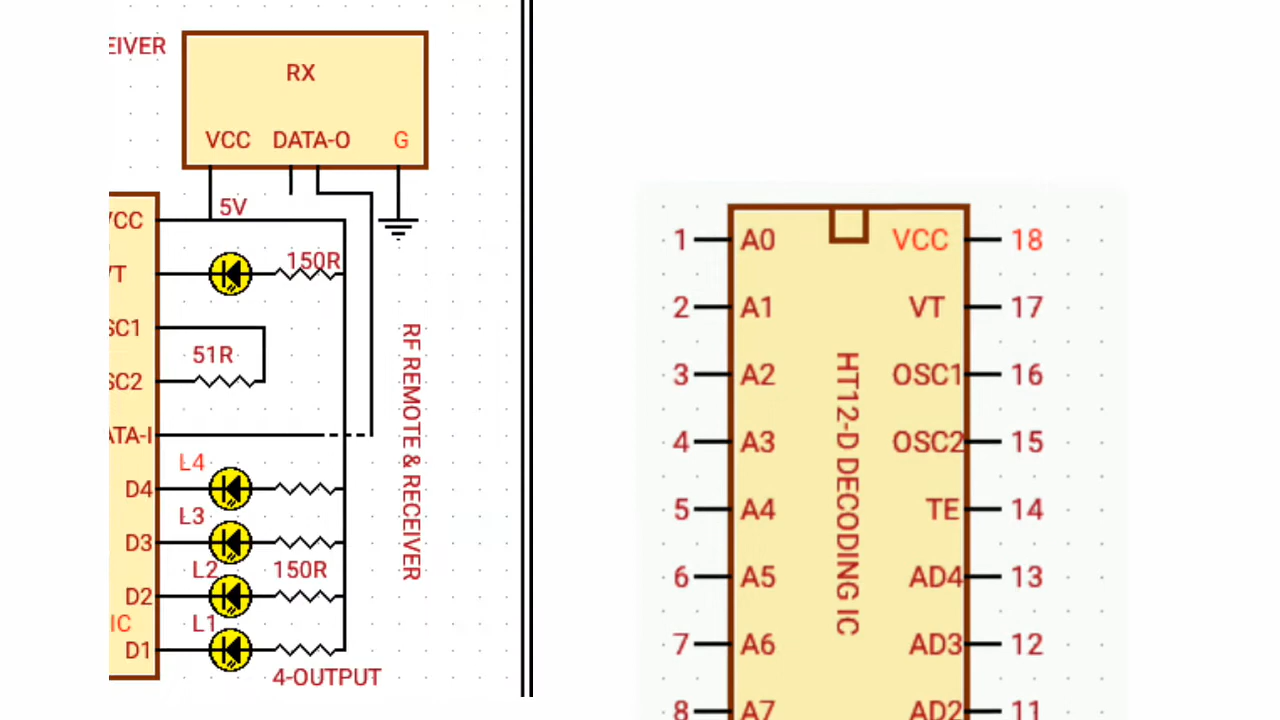 EIVER
RX
VCC DATA-O G
5V
VCC
VT
150R
SC1
51R
SC2
ATA-I
L4
D4
L3
D3
L2 150R
D2
IC L1
D1
4-OUTPUT
RF REMOTE & RECEIVER
1 A0 VCC 18
2 A1 VT 17
3 A2 OSC1 16
4 A3 OSC2 15
5 A4 TE 14
6 A5 AD4 13
7 A6 AD3 12
8 A7 AD2 11
HT12-D DECODING IC